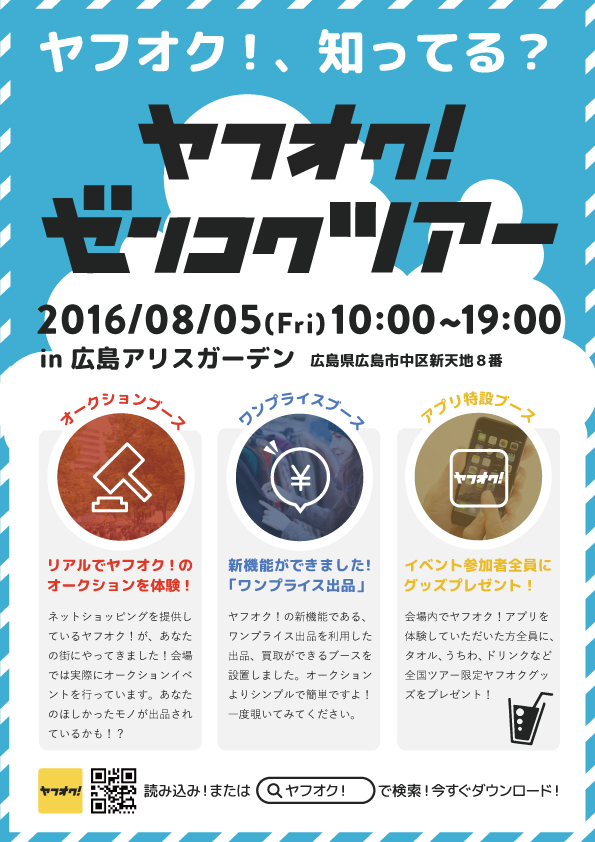 ヤフオク！、知ってる？
ヤフオク!
ゼンコクツアー
2016/08/05(Fri)10:00~19:00
in 広島アリスガーデン 広島県広島市中区新天地８番
オークションブース
リアルでヤフオク！の
オークションを体験！
ネットショッピングを提供し
ているヤフオク！が、あなた
の街にやってきました！会場
では実際にオークションイベ
ントを行っています。あなた
のほしかったモノが出品され
ているかも！？
ワンプライスブース
¥
新機能ができました!
「ワンプライス出品」
ヤフオク！の新機能である、
ワンプライス出品を利用した
出品、買取ができるブースを
設置しました。オークション
よりシンプルで簡単ですよ！
一度覗いてみてください。
アプリ特設ブース
ヤフオク!
イベント参加者全員に
グッズプレゼント！
会場内でヤフオク！アプリを
体験していただいた方全員に、
タオル、うちわ、ドリンクなど
全国ツアー限定ヤフオクグッ
ズをプレゼント！
ヤフオク!
読み込み！または ヤフオク！ で検索！今すぐダウンロード！